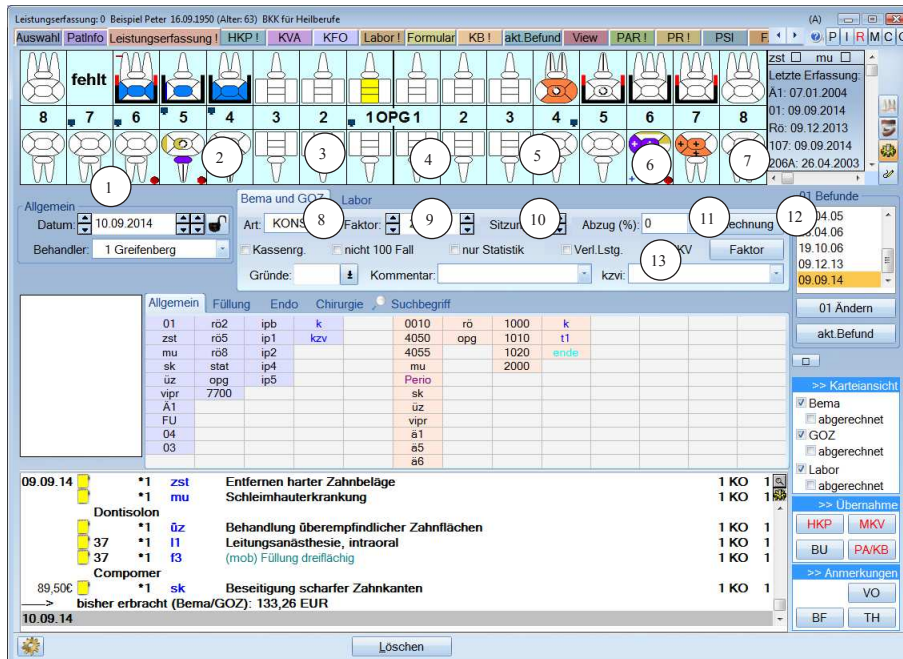 Leistungserfassung: 0 Beispiel Peter 16.09.1950 (Alter: 63) BKK für Heilberufe (A)
Auswahl PatInfo Leistungserfassung ! HKP ! KVA KFO Labor ! Formular KB ! akt.Befund View PAR ! PR ! PSI F P I R M C
fehlt
8 7 6 5 4 3 2 1 OPG 1 2 3 4 5 6 7 8
zst mu
Letzte Erfassung:
Ä1: 07.01.2004
01: 09.09.2014
Rö: 09.12.2013
107: 09.09.2014
206A: 26.04.2003
1 2 3 4 5 6 7
Allgemein
Datum: 10.09.2014
Behandler: 1 Greifenberg
Bema und GOZ Labor
Art: KONS 8 Faktor: 9 Sitzun 10 Abzug (%): 0 11 echnung 12
Kassenrg. nicht 100 Fall nur Statistik Verl.Lstg. 13 KV Faktor
Gründe: Kommentar: kzvi:
01 Befunde
.04.05
.04.06
19.10.06
09.12.13
09.09.14
01 Ändern
akt.Befund
Allgemein Füllung Endo Chirurgie Suchbegriff
01 rö2 ipb k 0010 rö 1000 k
zst rö5 ip1 kzv 4050 opg 1010 t1
mu rö8 ip2 4055 1020 ende
sk stat ip4 mu 2000
üz opg ip5 Perio
vipr 7700 sk
Ä1 üz
FU vipr
04 ä1
03 ä5
ä6
>> Karteiansicht
Bema
abgerechnet
GOZ
abgerechnet
Labor
abgerechnet
>> Übernahme
HKP MKV
BU PA/KB
>> Anmerkungen
VO
BF TH
09.09.14 *1 zst Entfernen harter Zahnbeläge 1 KO 1
*1 mu Schleimhauterkrankung 1 KO 1
Dontisolon
*1 üz Behandlung überempfindlicher Zahnflächen 1 KO 1
37 *1 l1 Leitungsanästhesie, intraoral 1 KO 1
37 *1 f3 (mob) Füllung dreiflächig 1 KO 1
Compomer
89,50€ *1 sk Beseitigung scharfer Zahnkanten 1 KO 1
----> bisher erbracht (Bema/GOZ): 133,26 EUR
10.09.14
Löschen